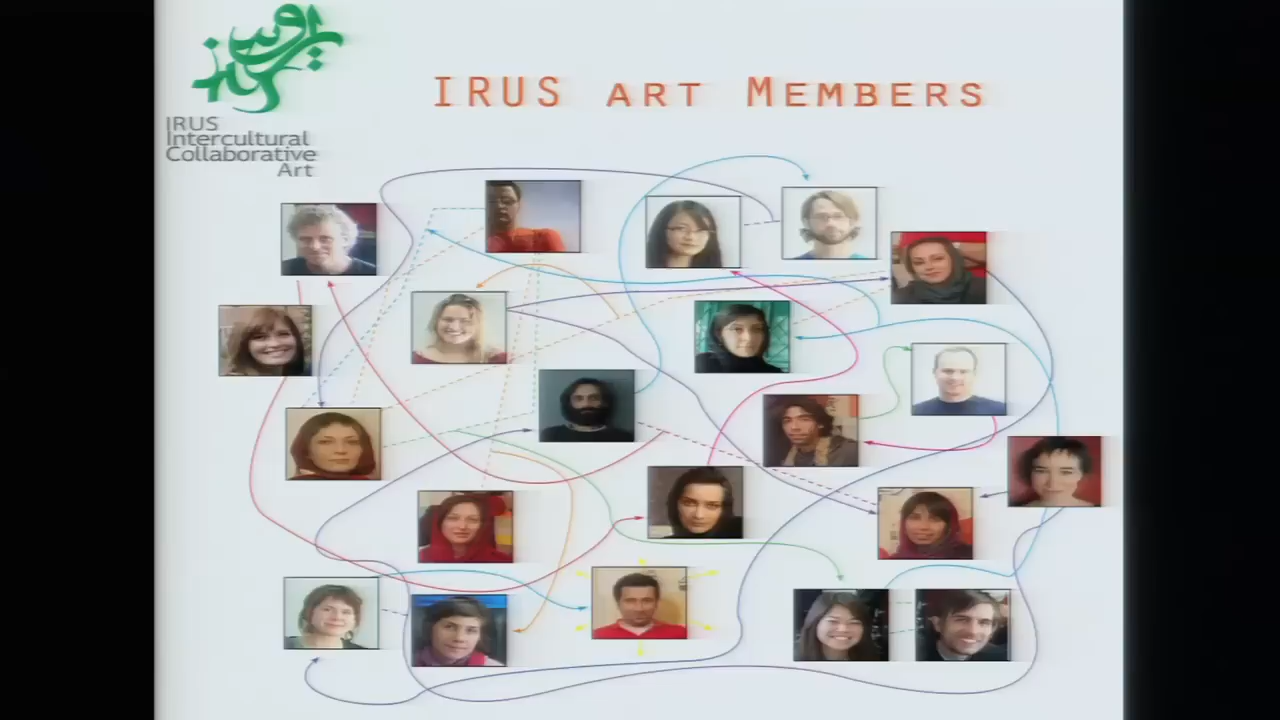 IRUS ART MEMBERS
IRUS
Intercultural
Collaborative
Art